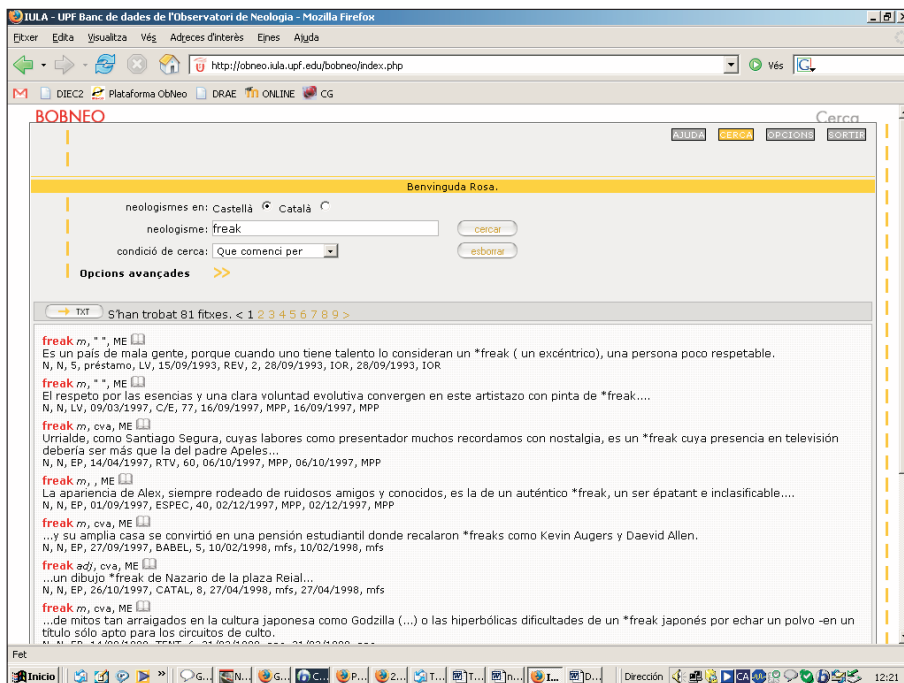 IULA - UPF Banc de dades de l'Observatori de Neologia - Mozilla Firefox
Fitxer Edita Visualitza Vés Adreces d'interès Eines Ajuda
http://obneo.iula.upf.edu/bobneo/index.php Vés
DIEC2 Plataforma ObNeo DRAE ONLINE CG
BOBNEO Cerca
AJUDA CERCA OPCIONS SORTIR
Benvinguda Rosa.
neologismes en: Castellà Català
neologisme: freak cercar
condició de cerca: Que comenci per esborrar
Opcions avançades >>
TXT S'han trobat 81 fitxes. < 1 2 3 4 5 6 7 8 9 >
freak m, " ", ME
Es un país de mala gente, porque cuando uno tiene talento lo consideran un *freak ( un excéntrico), una persona poco respetable.
N, N, 5, préstamo, LV, 15/09/1993, REV, 2, 28/09/1993, IOR, 28/09/1993, IOR
freak m, " ", ME
El respeto por las esencias y una clara voluntad evolutiva convergen en este artistazo con pinta de *freak....
N, N, LV, 09/03/1997, C/E, 77, 16/09/1997, MPP, 16/09/1997, MPP
freak m, cva, ME
Urrialde, como Santiago Segura, cuyas labores como presentador muchos recordamos con nostalgia, es un *freak cuya presencia en televisión
debería ser más que la del padre Apeles...
N, N, EP, 14/04/1997, RTV, 60, 06/10/1997, MPP, 06/10/1997, MPP
freak m, , ME
La apariencia de Alex, siempre rodeado de ruidosos amigos y conocidos, es la de un auténtico *freak, un ser épatant e inclasificable....
N, N, EP, 01/09/1997, ESPEC, 40, 02/12/1997, MPP, 02/12/1997, MPP
freak m, cva, ME
...y su amplia casa se convirtió en una pensión estudiantil donde recalaron *freaks como Kevin Augers y Daevid Allen.
N, N, EP, 27/09/1997, BABEL, 5, 10/02/1998, mfs, 10/02/1998, mfs
freak adj, cva, ME
...un dibujo *freak de Nazario de la plaza Reial...
N, N, EP, 26/10/1997, CATAL, 8, 27/04/1998, mfs, 27/04/1998, mfs
freak m, cva, ME
...de mitos tan arraigados en la cultura japonesa como Godzilla (...) o las hiperbólicas dificultades de un *freak japonés por echar un polvo -en un
título sólo apto para los circuitos de culto.
Fet
Inicio » G... N... G... C... P... 2... T... T... n... I... D... Dirección CA 12:21